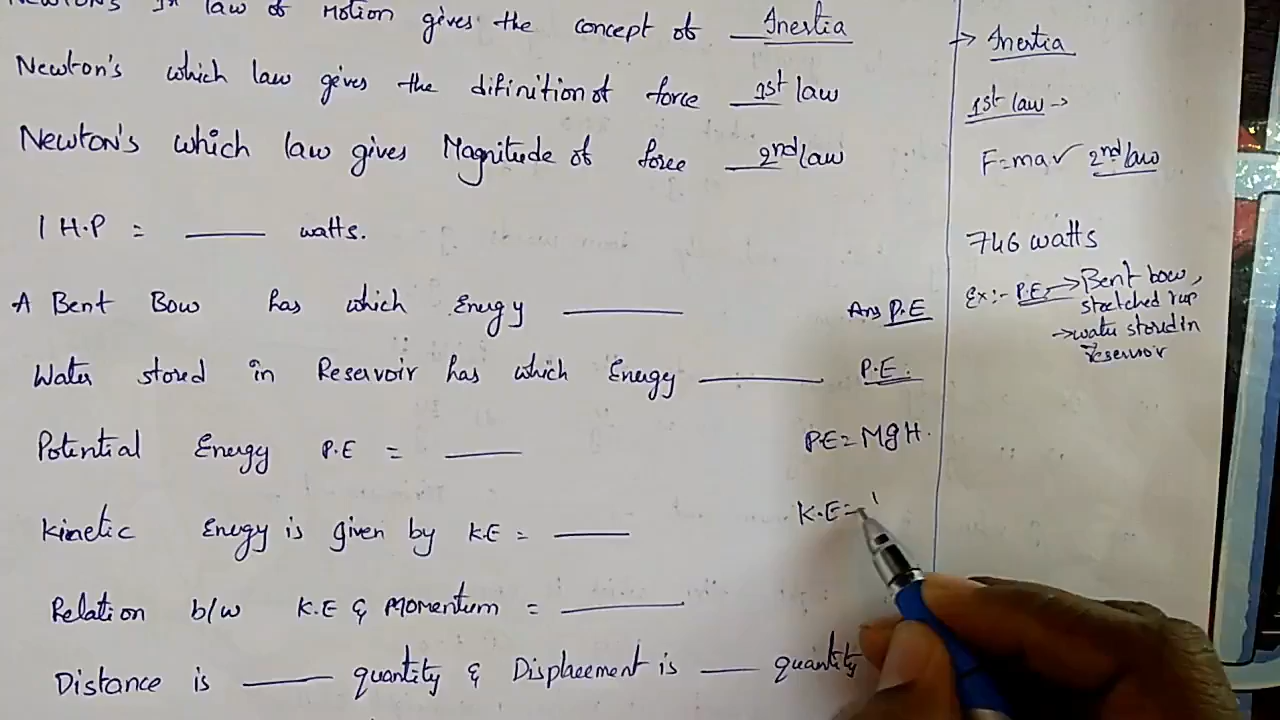 law of Motion gives the concept of Inertia
→ Inertia
Newton's which law gives the difinition of force 1st law
1st law →
Newton's which law gives Magnitude of force 2nd law
F=ma✓ 2nd law
1 H.P = ____ watts.
746 watts
A Bent Bow has which Energy ____ Ans P.E
Ex:- P.E → Bent bow,
stretched
→ water stored in
reservoir
Water stored in Reservoir has which Energy ____ P.E.
Potential Energy P.E = ____ PE = MgH.
Kinetic Energy is given by K.E = ____ K.E =
Relation b/w K.E & Momentum = ____
Distance is ____ quantity & Displacement is ____ quantity